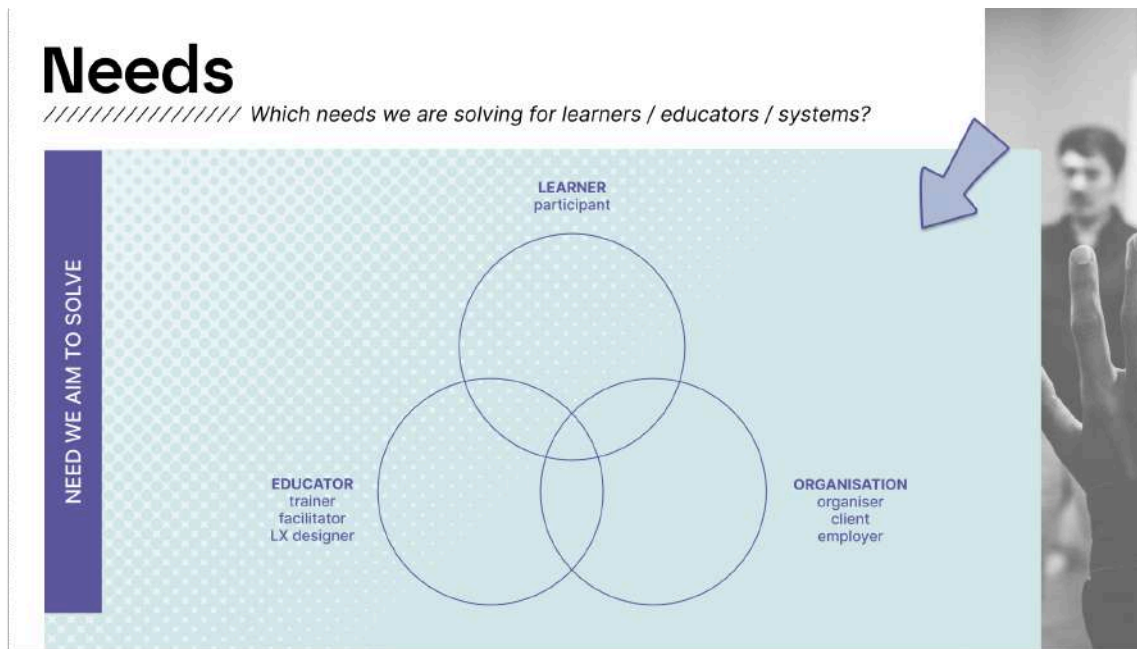 Needs
///////////////// Which needs we are solving for learners / educators / systems?
NEED WE AIM TO SOLVE
LEARNER
participant
EDUCATOR
trainer
facilitator
LX designer
ORGANISATION
organiser
client
employer